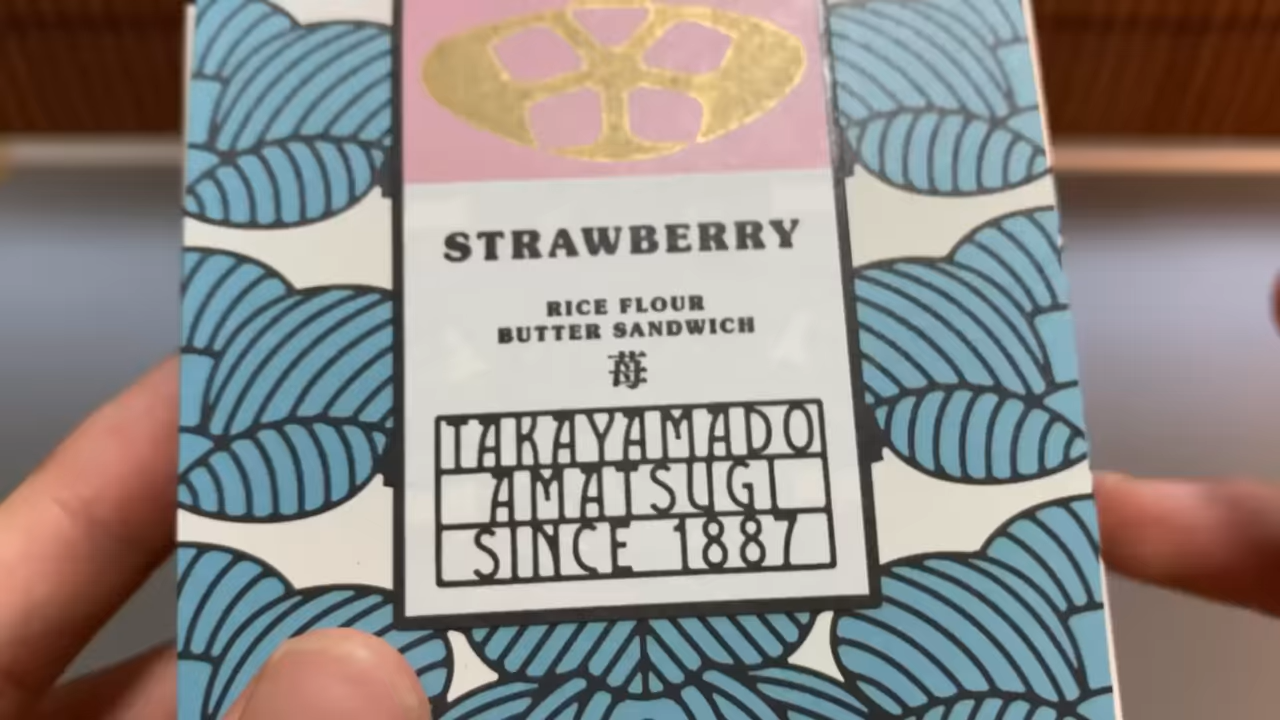 STRAWBERRY
RICE FLOUR
BUTTER SANDWICH
苺
TAKAYAMADO
AMATSUGI
SINCE 1887